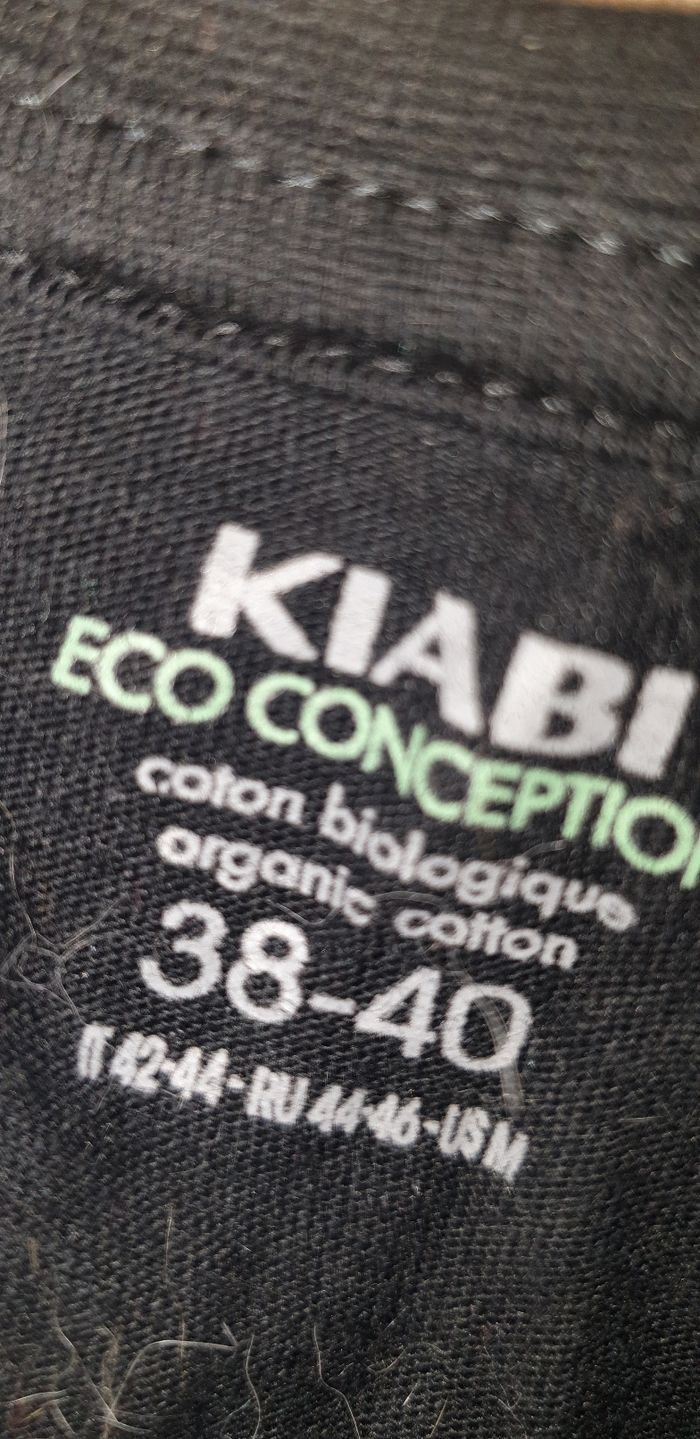 KIABI
ECO CONCEPTION
coton biologique
organic cotton
38-40
IT 42-44- RU 44-46-US M